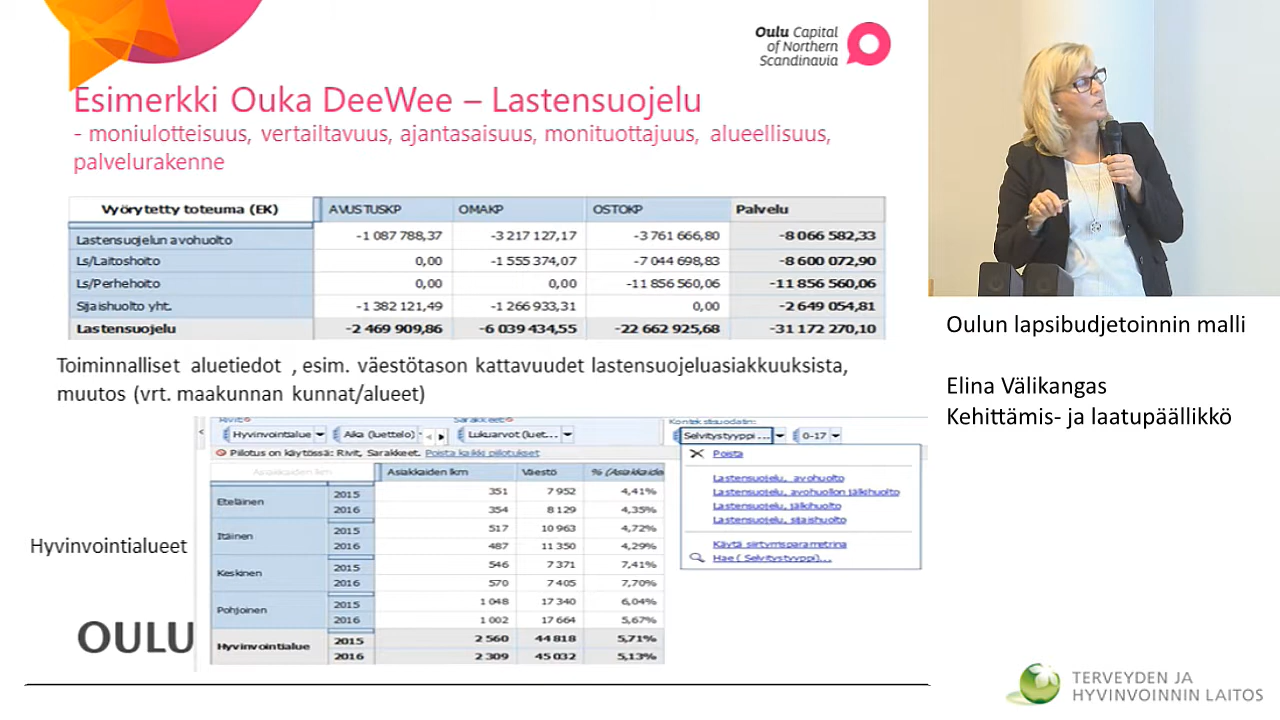 Oulu Capital
of Northern
Scandinavia
Esimerkki Ouka DeeWee – Lastensuojelu
- moniulotteisuus, vertailtavuus, ajantasaisuus, monituottajuus, alueellisuus,
palvelurakenne
Vyörytetty toteuma (EK) AVUSTUSKP OMAKP OSTOKP Palvelu
Lastensuojelun avohuolto -1 087 788,37 -3 217 127,17 -3 761 666,80 -8 066 582,33
Ls/Laitoshoito 0,00 -1 555 374,07 -7 044 698,83 -8 600 072,90
Ls/Perhehoito 0,00 0,00 -11 856 560,06 -11 856 560,06
Sijaishuolto yht. -1 382 121,49 -1 266 933,31 0,00 -2 649 054,81
Lastensuojelu -2 469 909,86 -6 039 434,55 -22 662 925,68 -31 172 270,10
Toiminnalliset aluetiedot , esim. väestötason kattavuudet lastensuojeluasiakkuuksista,
muutos (vrt. maakunnan kunnat/alueet)
Rivit: Sarakkeet: Kontekstisuodatin:
Hyvinvointialue Aika (luettelo) Lukuarvot (luet... Selvitystyyppi ... 0-17
Pilotus on käytössä: Rivit, Sarakkeet. Poista kaikki pilotukset
Poista
Lastensuojelu, avohuolto
Lastensuojelu, avohuollon jälkihuolto
Lastensuojelu, jälkihuolto
Lastensuojelu, sijaishuolto
Käytä siirtymisparametrina
Hae ( Selvitystyyppi)...
Asiakkaiden lkm Asiakkaiden lkm Väestö % (Asiakkaide
Eteläinen 2015 351 7 952 4,41%
2016 354 8 129 4,35%
Itäinen 2015 517 10 963 4,72%
2016 487 11 350 4,29%
Keskinen 2015 546 7 371 7,41%
2016 570 7 405 7,70%
Pohjoinen 2015 1 048 17 340 6,04%
2016 1 002 17 664 5,67%
Hyvinvointialue 2015 2 560 44 818 5,71%
2016 2 309 45 032 5,13%
Hyvinvointialueet
OULU
Oulun lapsibudjetoinnin malli
Elina Välikangas
Kehittämis- ja laatupäällikkö
TERVEYDEN JA
HYVINVOINNIN LAITOS